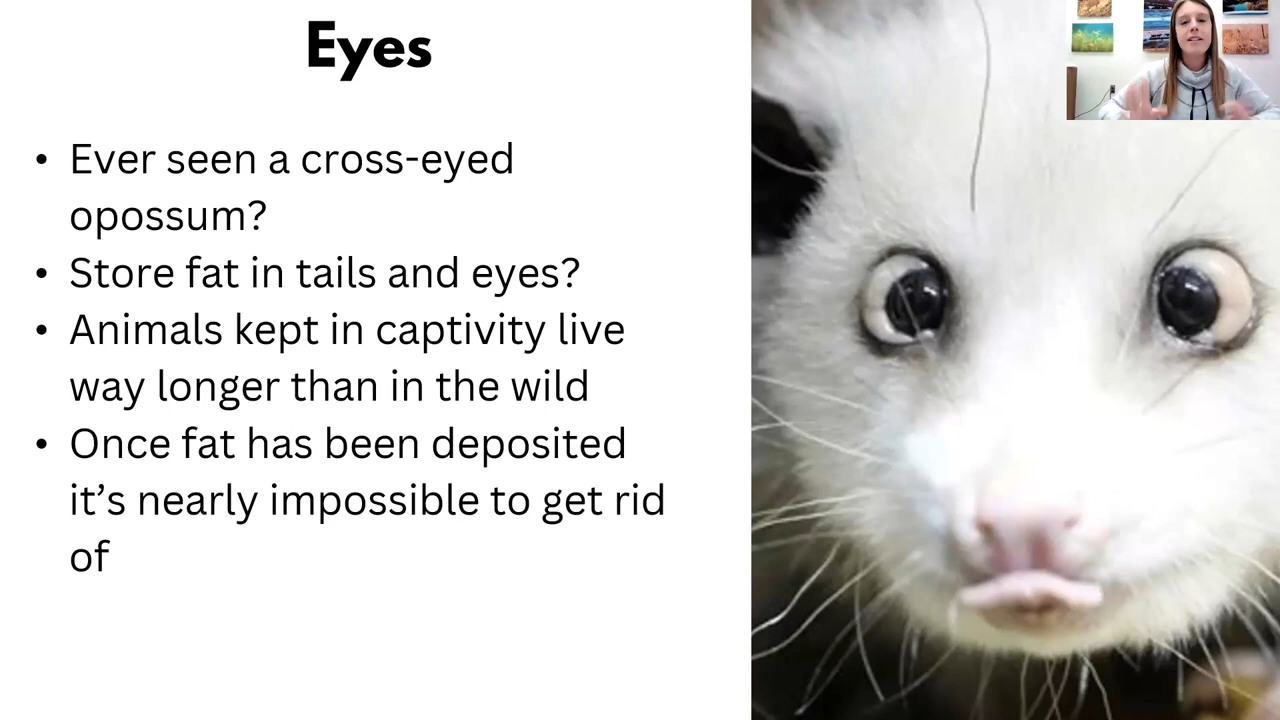 Eyes
• Ever seen a cross-eyed
opossum?
• Store fat in tails and eyes?
• Animals kept in captivity live
way longer than in the wild
• Once fat has been deposited
it’s nearly impossible to get rid
of